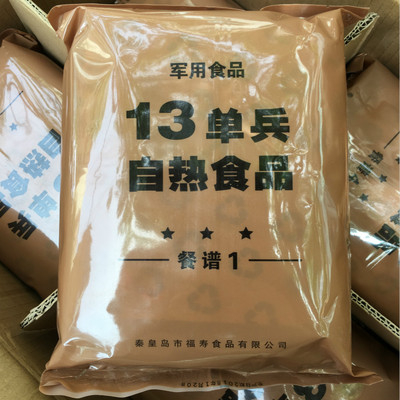 军用食品
13单兵
自热食品
★ ★ ★
餐谱 1
秦皇岛市福寿食品有限公司